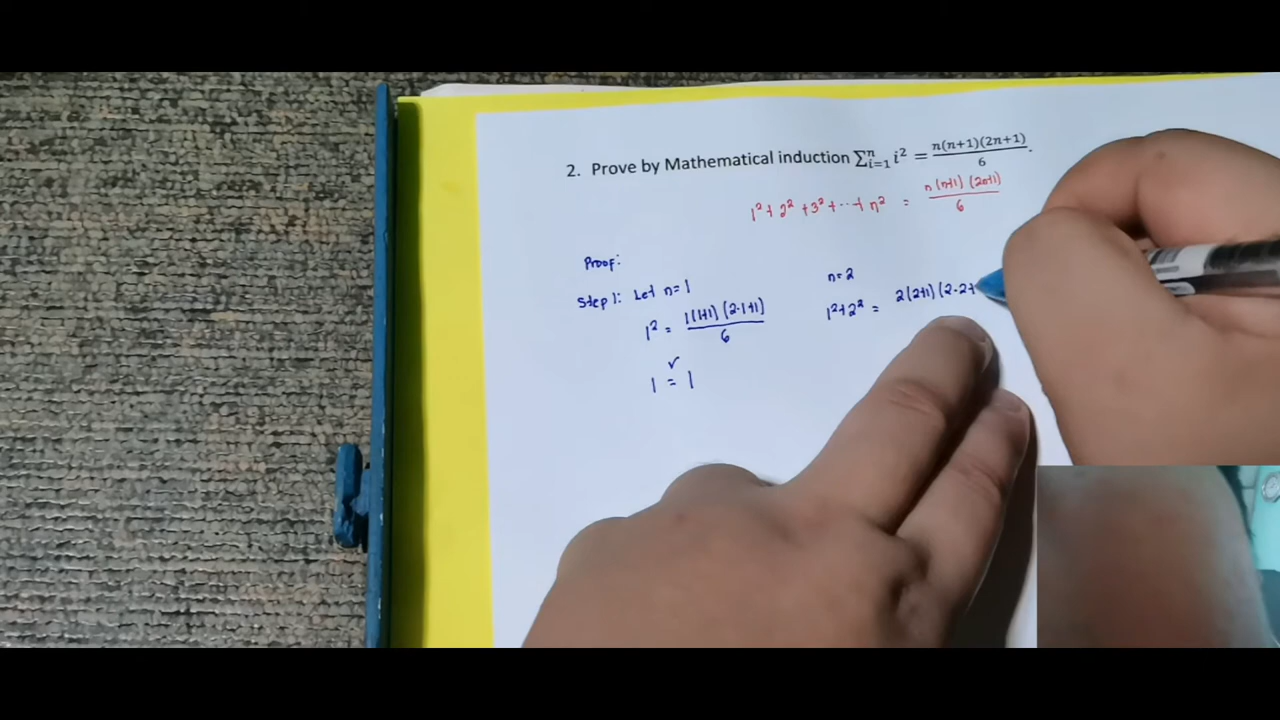 2. Prove by Mathematical induction ∑ⁿᵢ₌₁ i² = n(n+1)(2n+1)/6.
1² + 2² + 3² + ... + n² = n(n+1)(2n+1)/6
Proof:
Step 1: Let n=1
1² = 1(1+1)(2·1+1)/6
1 = 1 ✓
n=2
1²+2² = 2(2+1)(2·2+